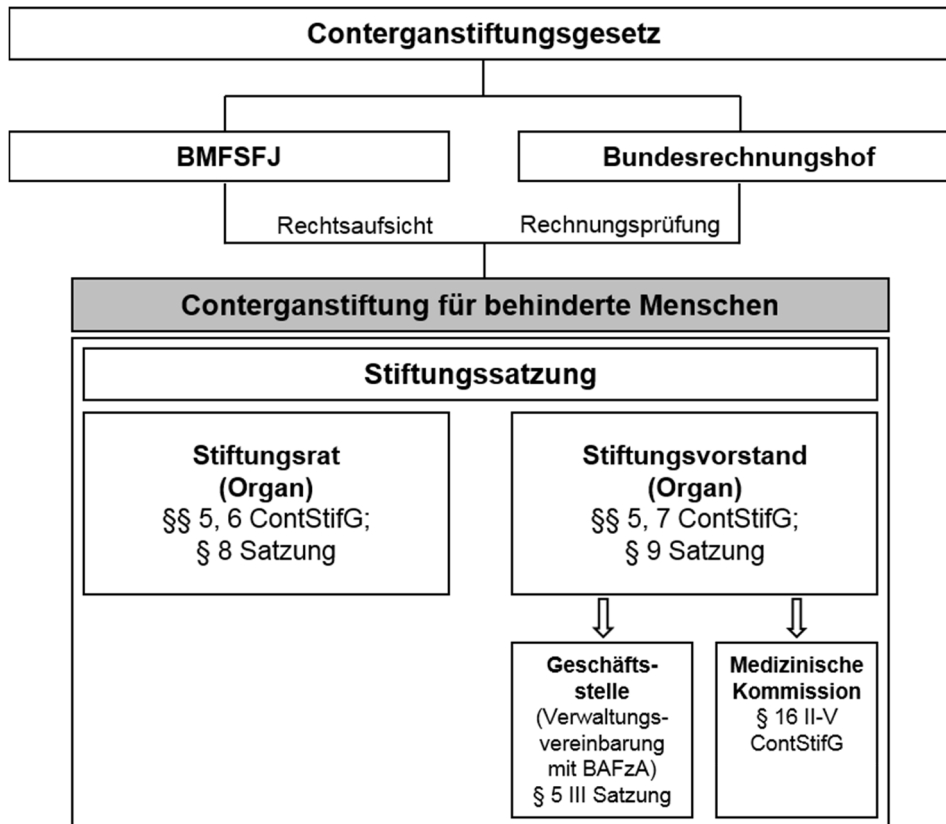 Conterganstiftungsgesetz
BMFSFJ
Bundesrechnungshof
Rechtsaufsicht
Rechnungsprüfung
Conterganstiftung für behinderte Menschen
Stiftungssatzung
Stiftungsrat
(Organ)
§§ 5, 6 ContStifG;
§ 8 Satzung
Stiftungsvorstand
(Organ)
§§ 5, 7 ContStifG;
§ 9 Satzung
Geschäfts-
stelle
(Verwaltungs-
vereinbarung
mit BAFzA)
§ 5 III Satzung
Medizinische
Kommission
§ 16 II-V
ContStifG